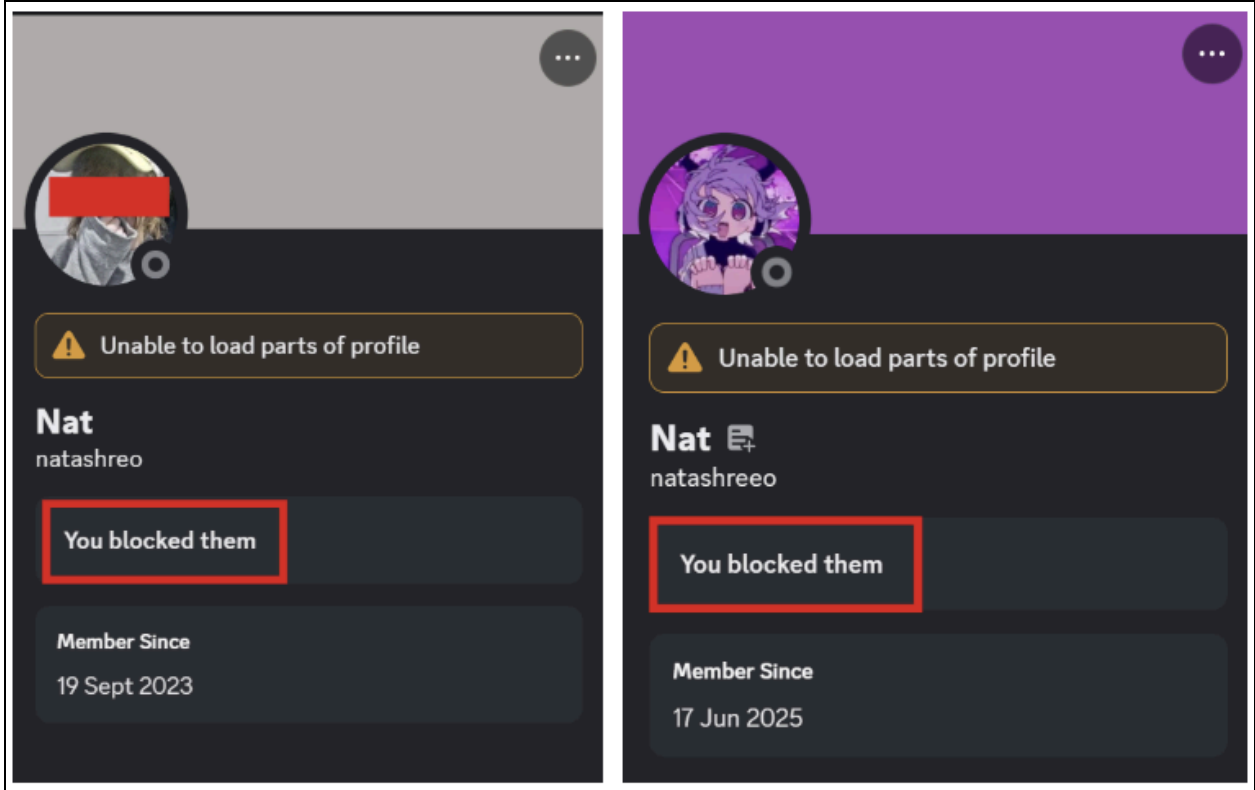 Unable to load parts of profile
Nat
natashreo
You blocked them
Member Since
19 Sept 2023
Unable to load parts of profile
Nat
natashreeo
You blocked them
Member Since
17 Jun 2025